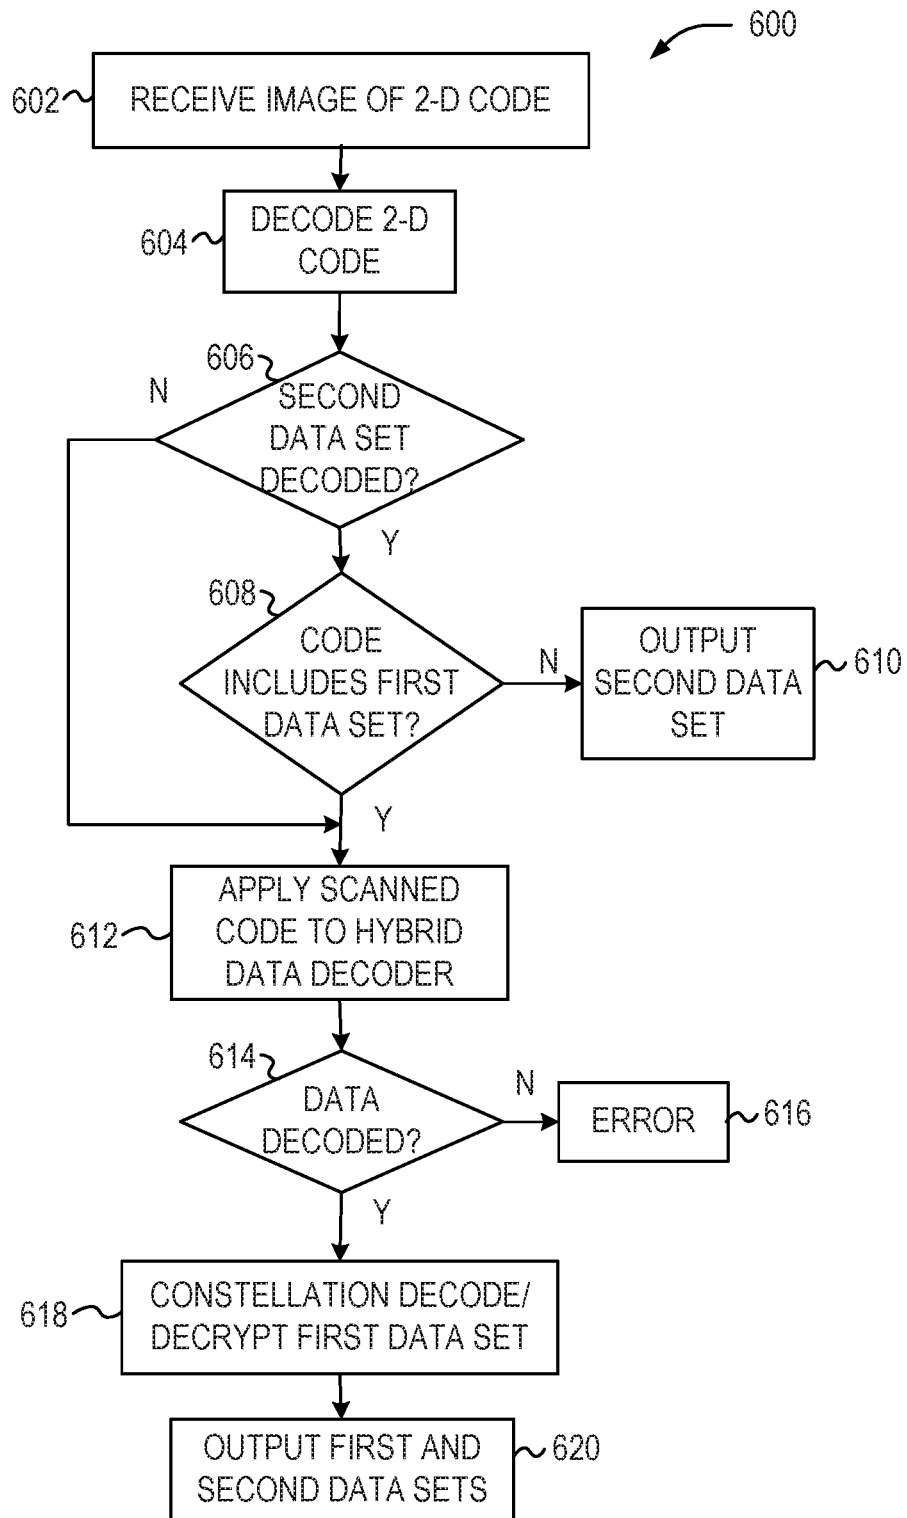 600
602
RECEIVE IMAGE OF 2-D CODE
604
DECODE 2-D
CODE
606
N
SECOND
DATA SET
DECODED?
Y
608
CODE
INCLUDES FIRST
DATA SET?
N
OUTPUT
SECOND DATA
SET
610
Y
612
APPLY SCANNED
CODE TO HYBRID
DATA DECODER
614
DATA
DECODED?
N
ERROR
616
Y
618
CONSTELLATION DECODE/
DECRYPT FIRST DATA SET
OUTPUT FIRST AND
SECOND DATA SETS
620